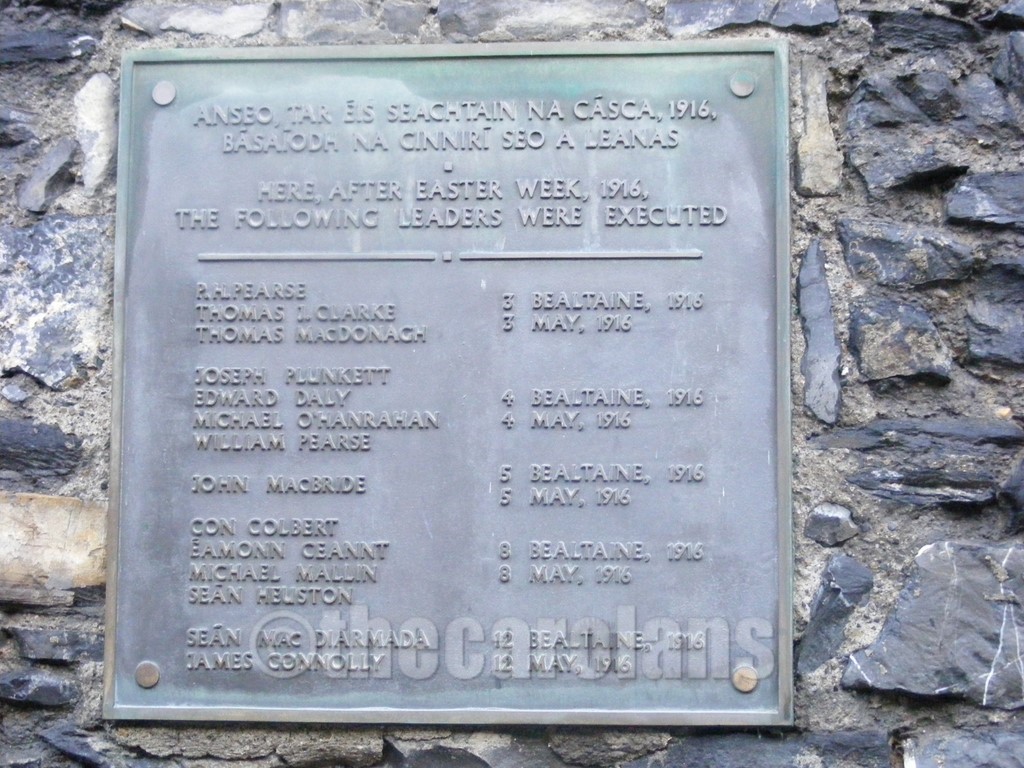 ANSEO, TAR ÉIS SEACHTAIN NA CÁSCA, 1916,
BÁSAÍODH NA CINNIRÍ SEO A LEANAS
HERE, AFTER EASTER WEEK, 1916,
THE FOLLOWING LEADERS WERE EXECUTED
P.H. PEARSE
THOMAS J. CLARKE
THOMAS MACDONAGH
3 BEALTAINE, 1916
3 MAY, 1916
JOSEPH PLUNKETT
EDWARD DALY
MICHAEL O'HANRAHAN
WILLIAM PEARSE
4 BEALTAINE, 1916
4 MAY, 1916
JOHN MACBRIDE
5 BEALTAINE, 1916
5 MAY, 1916
CON COLBERT
ÉAMONN CEANNT
MICHAEL MALLIN
SEAN HEUSTON
8 BEALTAINE, 1916
8 MAY, 1916
SEÁN MAC DIARMADA
JAMES CONNOLLY
12 BEALTAINE, 1916
12 MAY, 1916
©thecarolans